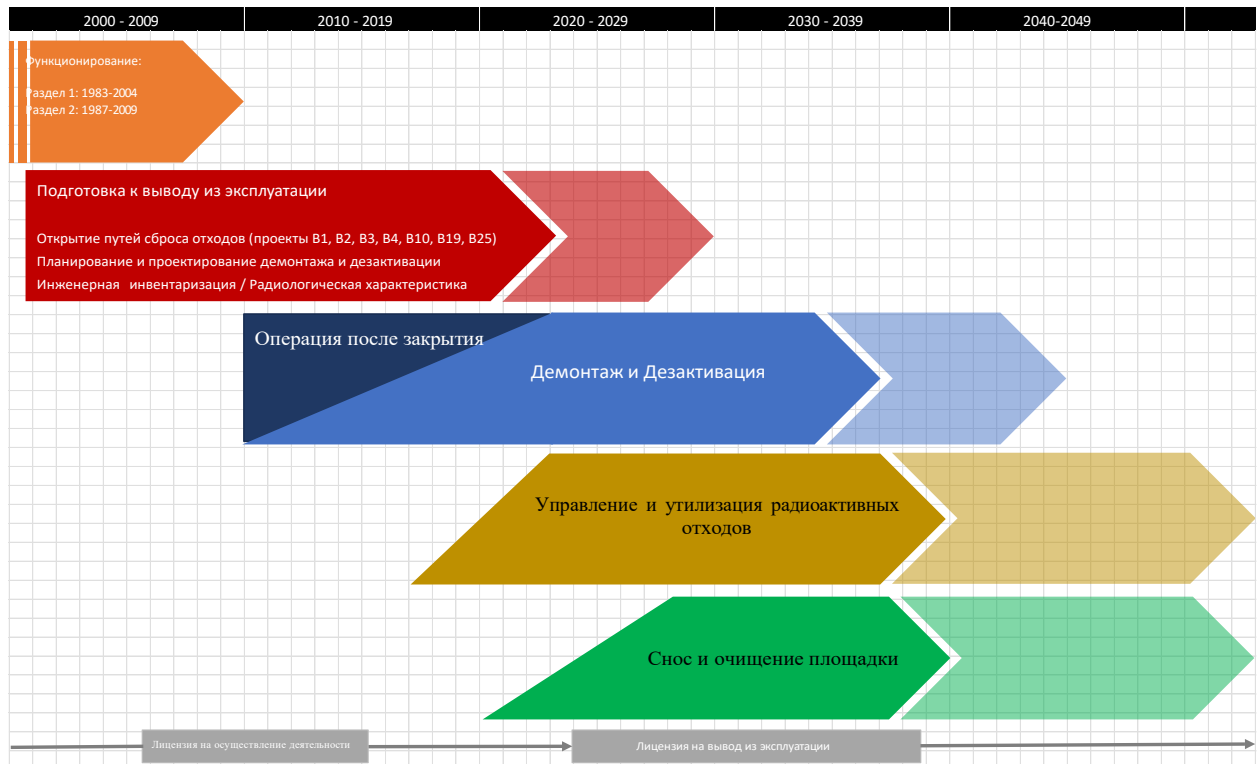 2000 - 2009
2010 - 2019
2020 - 2029
2030 - 2039
2040-2049
Функционирование:
Раздел 1: 1983-2004
Раздел 2: 1987-2009
Подготовка к выводу из эксплуатации
Открытие путей сброса отходов (проекты B1, B2, B3, B4, B10, B19, B25)
Планирование и проектирование демонтажа и дезактивации
Инженерная инвентаризация / Радиологическая характеристика
Операция после закрытия
Демонтаж и Дезактивация
Управление и утилизация радиоактивных
отходов
Снос и очищение площадки
Лицензия на осуществление деятельности
Лицензия на вывод из эксплуатации